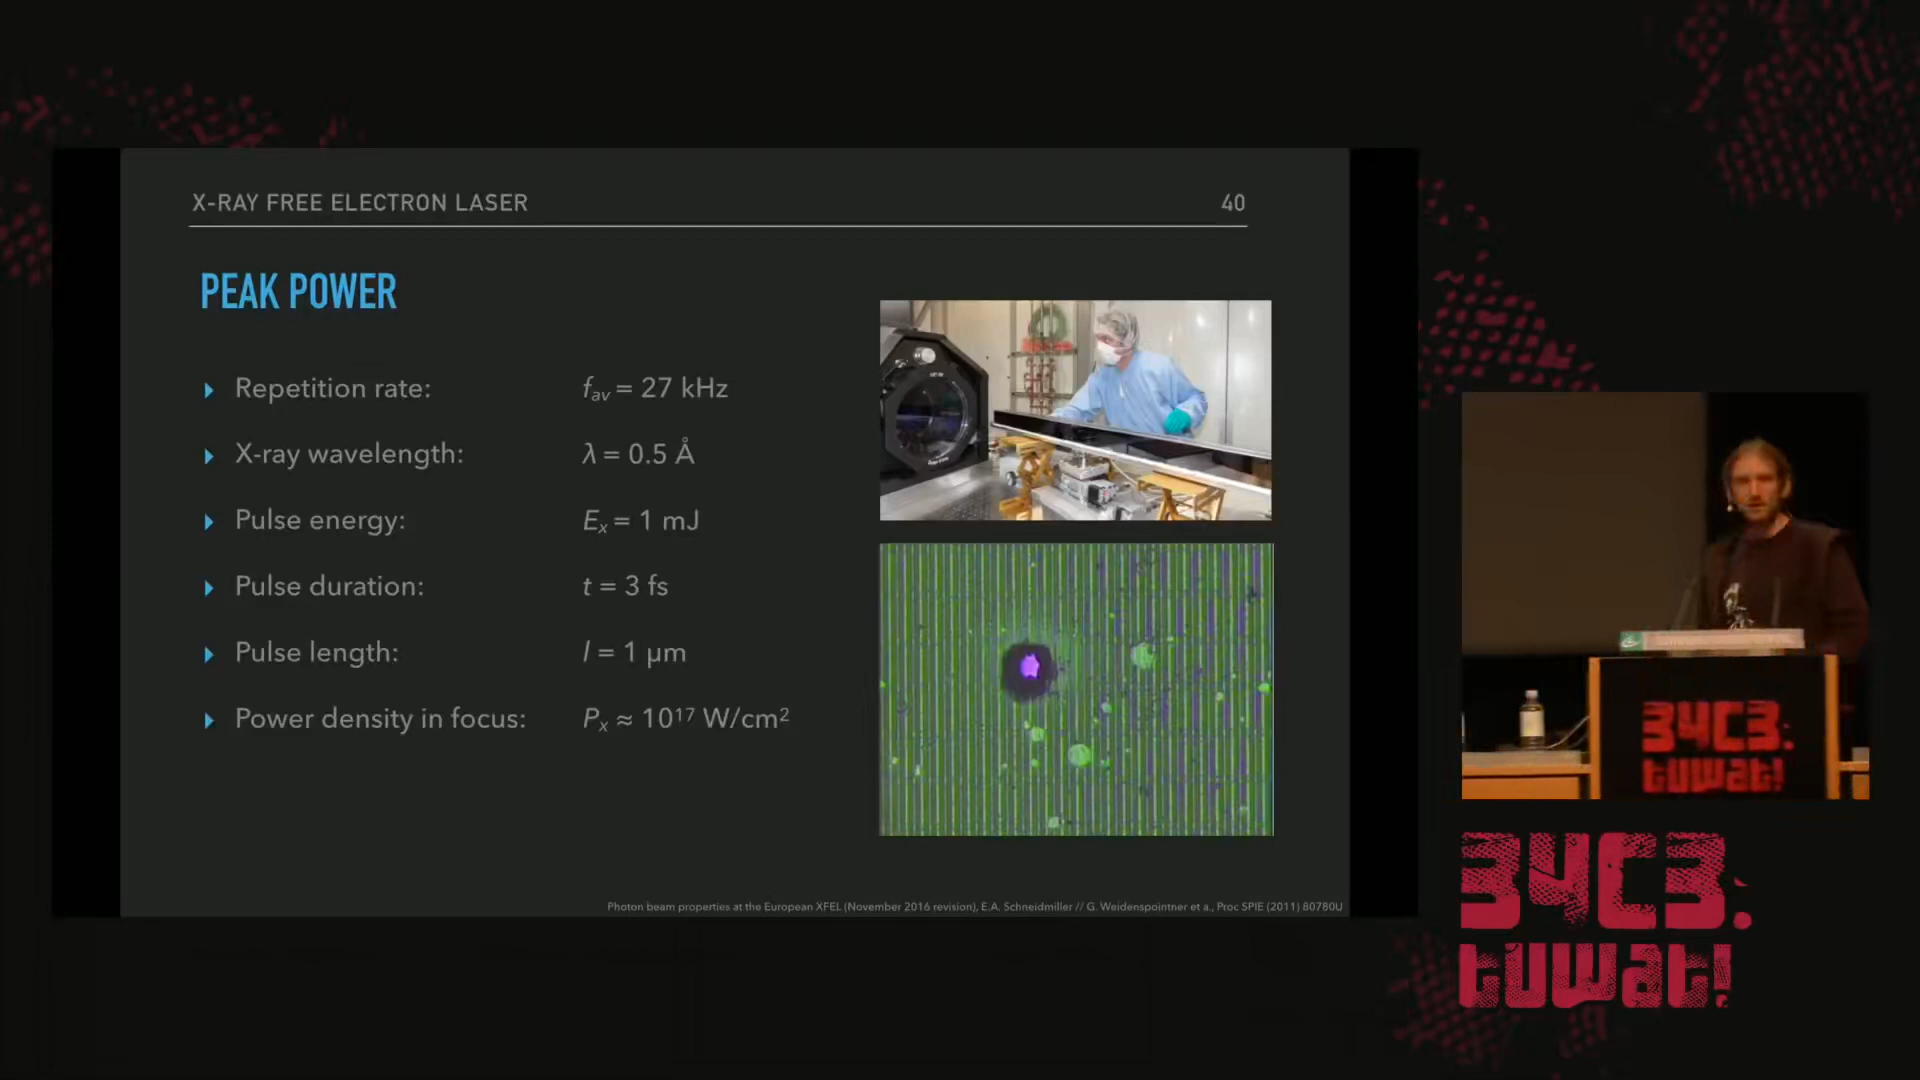 X-RAY FREE ELECTRON LASER 40
PEAK POWER
Repetition rate: fav = 27 kHz
X-ray wavelength: λ = 0.5 Å
Pulse energy: Ex = 1 mJ
Pulse duration: t = 3 fs
Pulse length: l = 1 µm
Power density in focus: Px ≈ 10¹⁷ W/cm²
Photon beam properties at the European XFEL (November 2016 revision), E.A. Schneidmiller // G. Weidenspointner et a., Proc SPIE (2011) 80780U
34C3:
tuwat!
34C3.
tuwat!